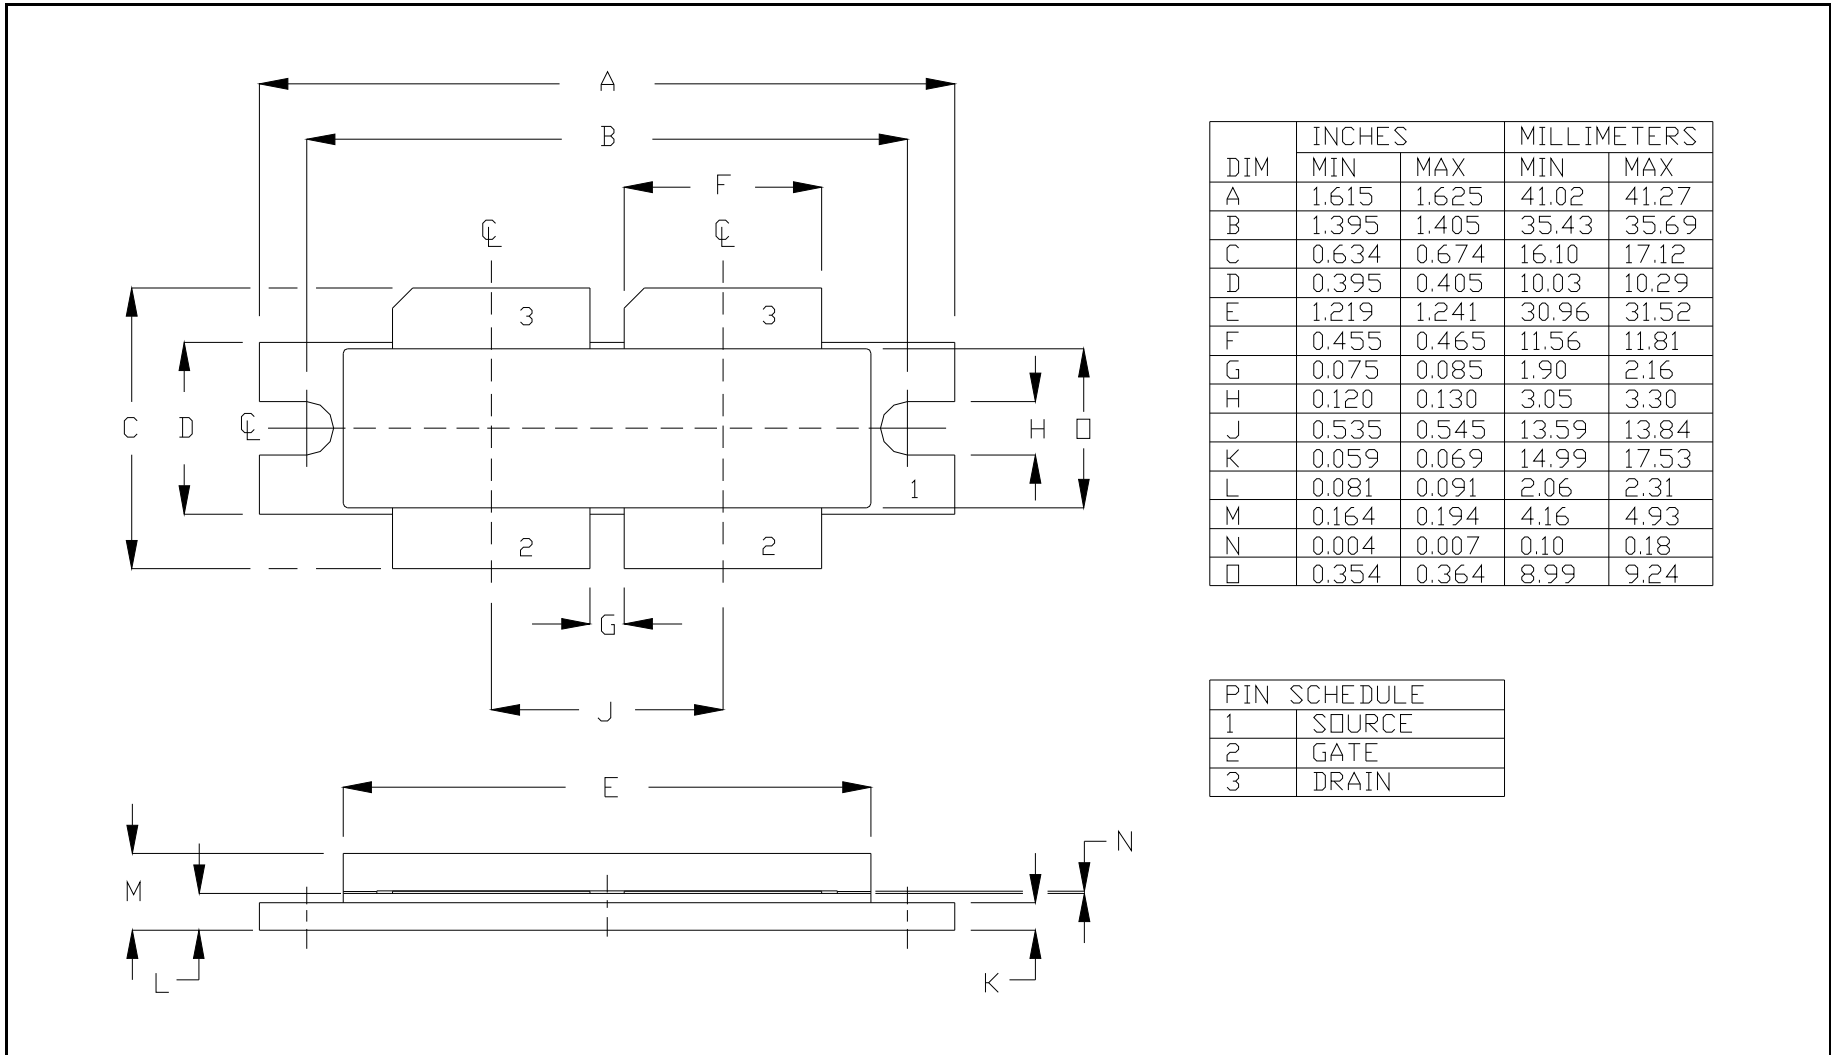 A
B
F
℄ ℄
3 3
C D ℄ H O
1
2 2
G
J
E
N
M
L K
INCHES MILLIMETERS
DIM MIN MAX MIN MAX
A 1.615 1.625 41.02 41.27
B 1.395 1.405 35.43 35.69
C 0.634 0.674 16.10 17.12
D 0.395 0.405 10.03 10.29
E 1.219 1.241 30.96 31.52
F 0.455 0.465 11.56 11.81
G 0.075 0.085 1.90 2.16
H 0.120 0.130 3.05 3.30
J 0.535 0.545 13.59 13.84
K 0.059 0.069 14.99 17.53
L 0.081 0.091 2.06 2.31
M 0.164 0.194 4.16 4.93
N 0.004 0.007 0.10 0.18
O 0.354 0.364 8.99 9.24
PIN SCHEDULE
1 SOURCE
2 GATE
3 DRAIN